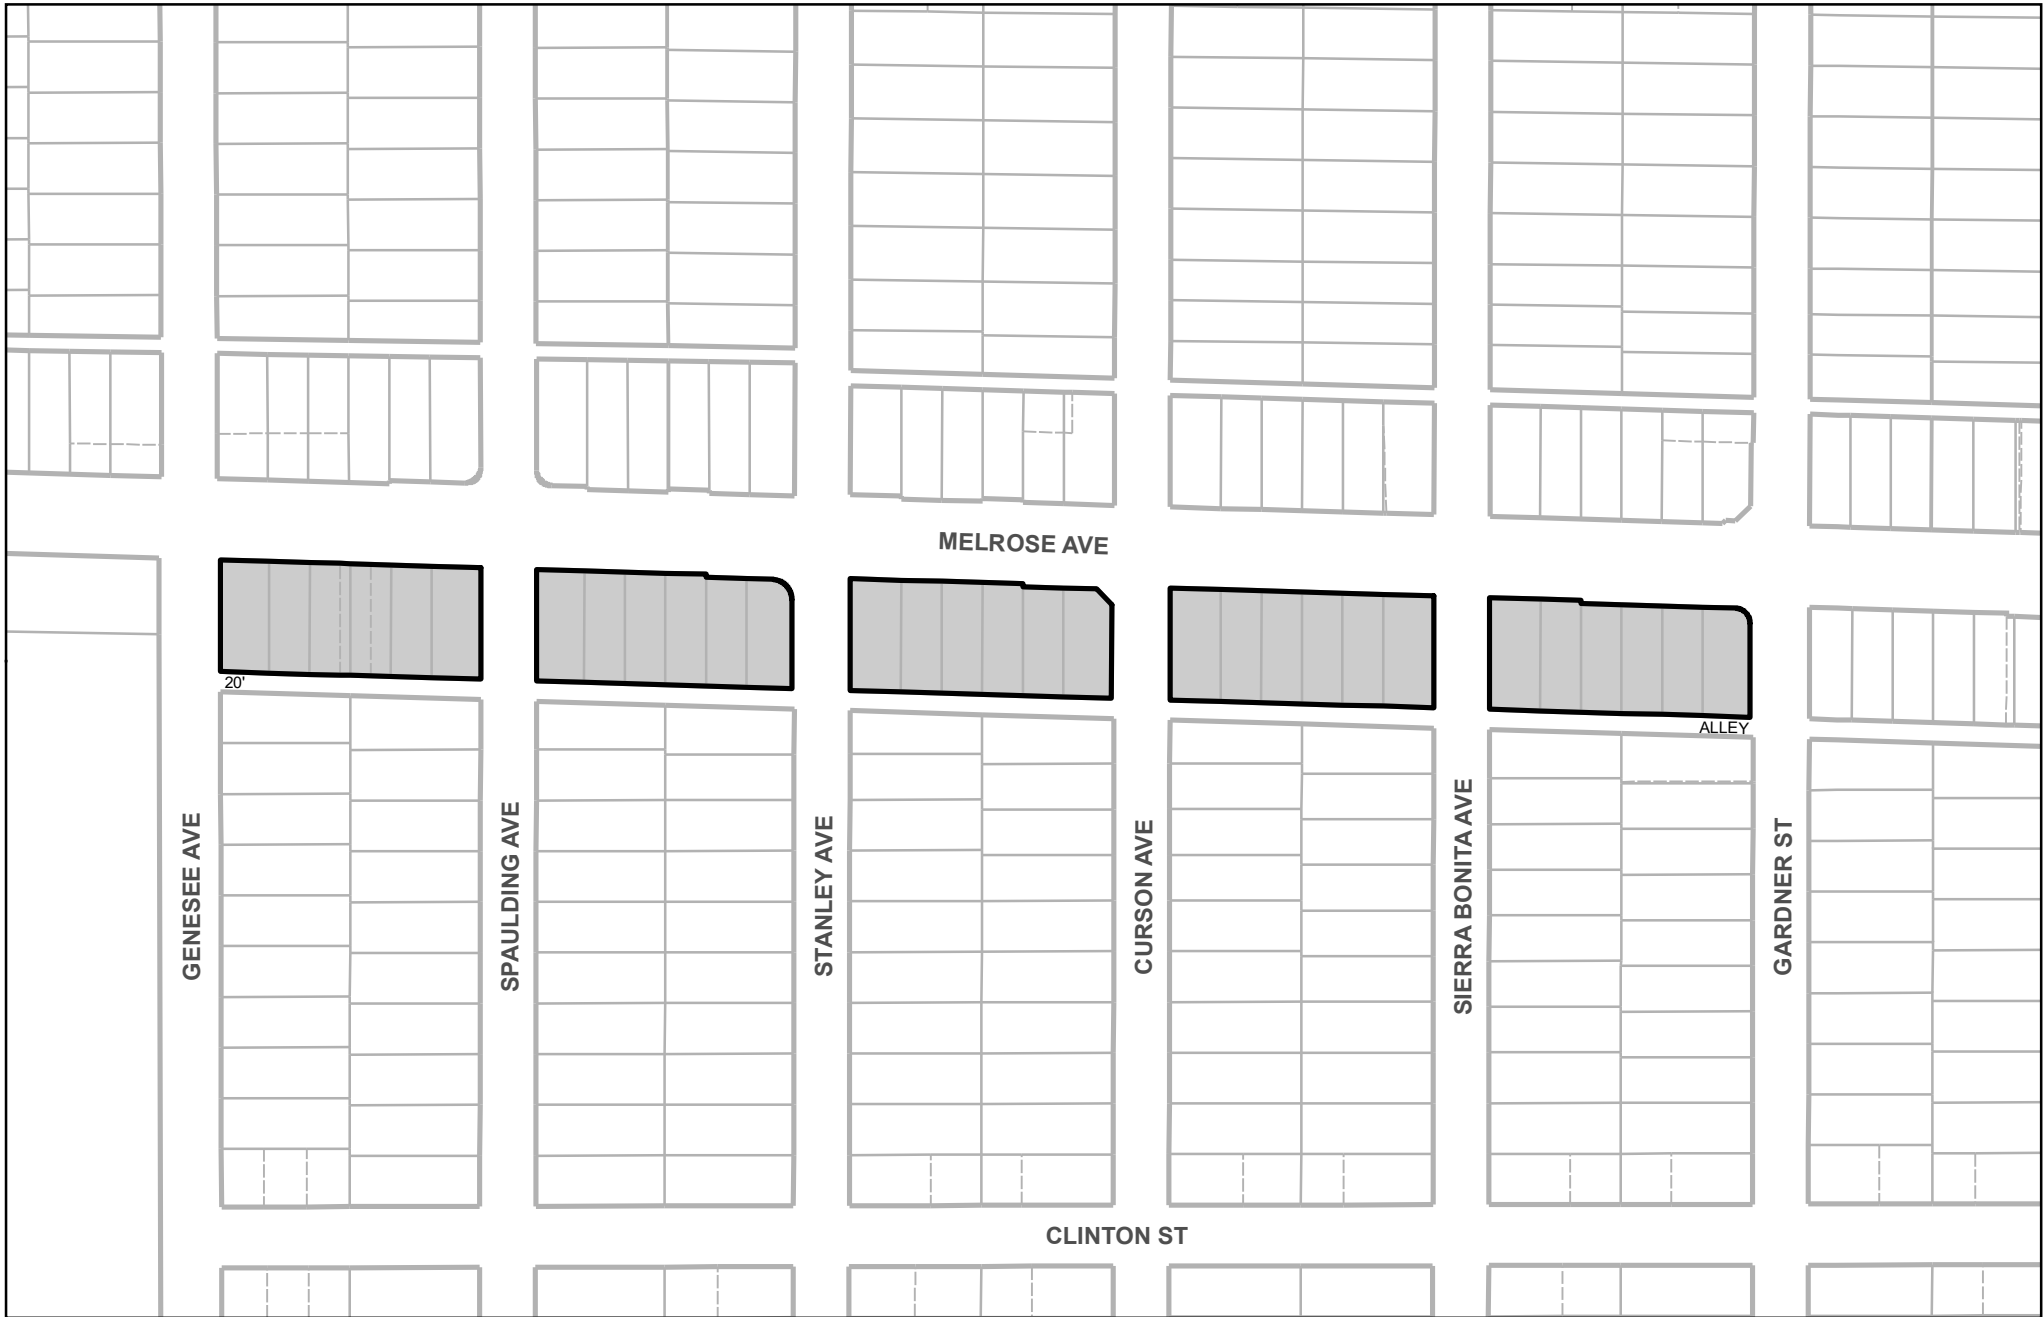 MELROSE AVE
20'
ALLEY
GENESEE AVE
SPAULDING AVE
STANLEY AVE
CURSON AVE
SIERRA BONITA AVE
GARDNER ST
CLINTON ST